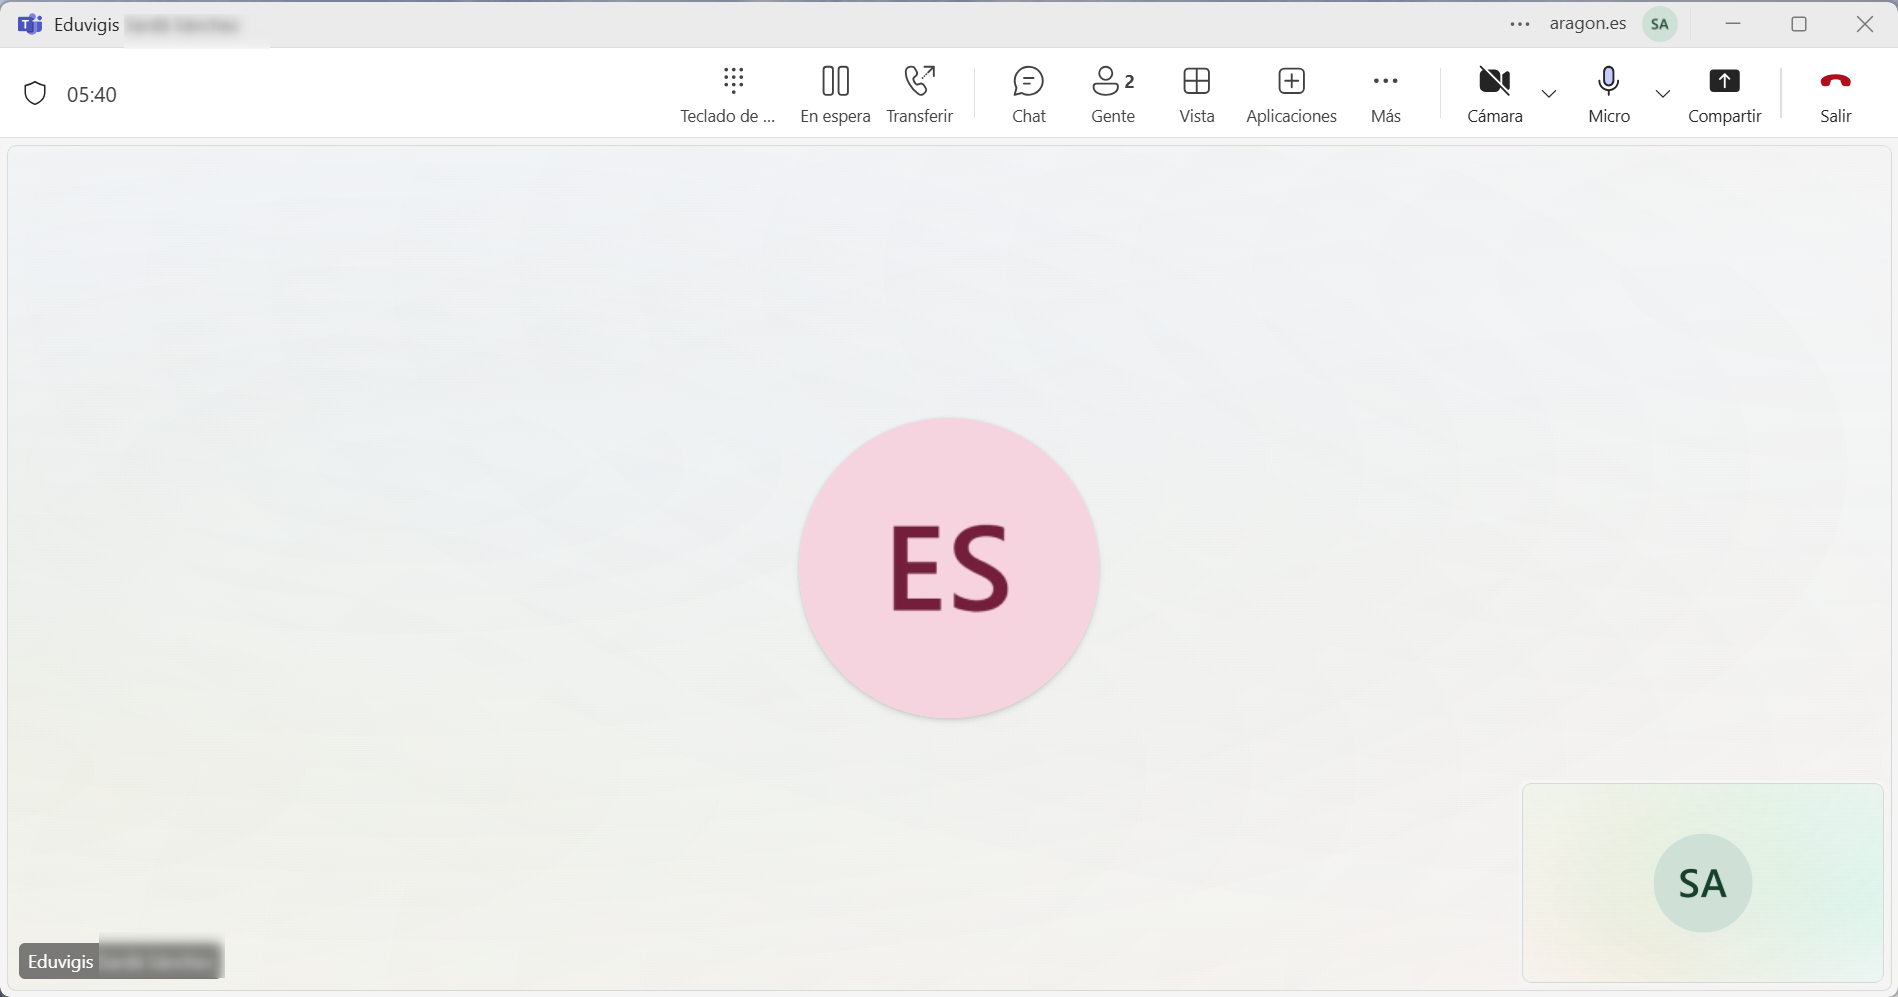 Eduvigis
aragon.es SA
05:40
Teclado de ... En espera Transferir Chat Gente 2 Vista Aplicaciones Más Cámara Micro Compartir Salir
ES
SA
Eduvigis